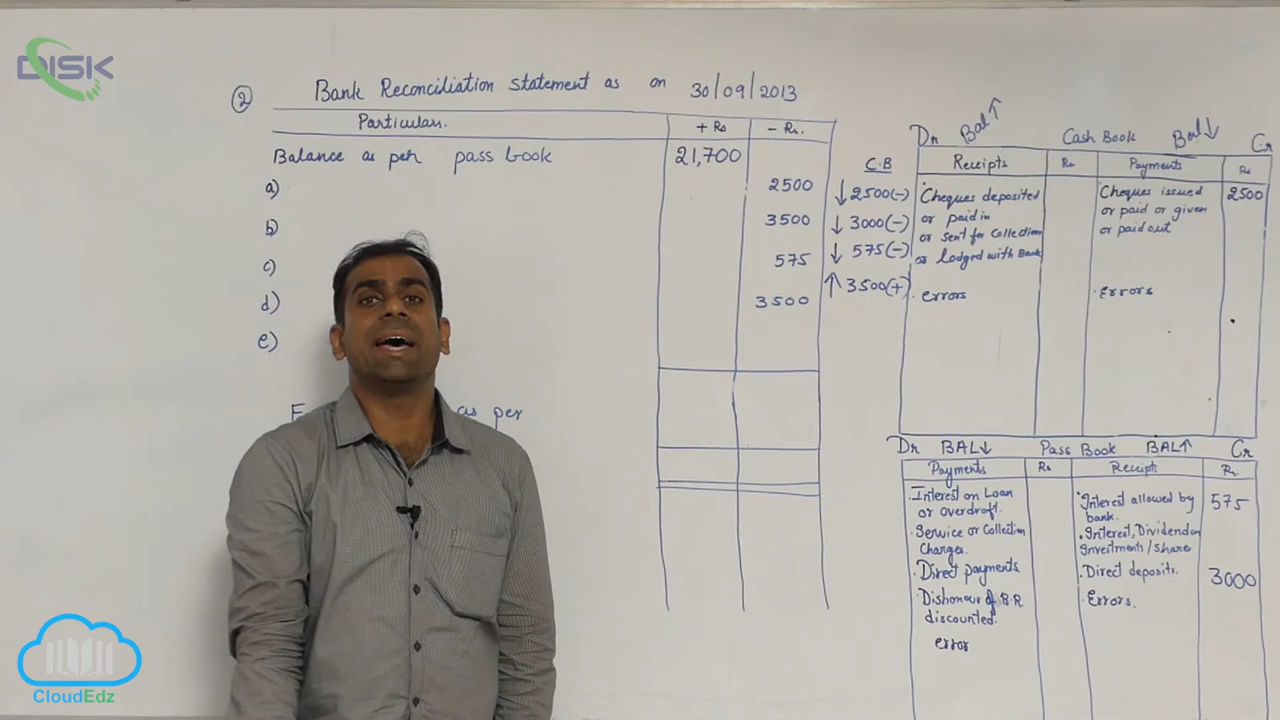 DISK
② Bank Reconciliation Statement as on 30/09/2013
Particulars. + Rs - Rs.
Balance as per pass book 21,700
a) 2500
b) 3500
c) 575
d) 3500
e)
as per
C.B
↓ 2500(-)
↓ 3000(-)
↓ 575(-)
↑ 3500(+)
Dr Bal↑ Cash Book Bal↓ Cr
Receipts Rs Payments Rs
Cheques deposited
or paid in
or sent for Collection
or lodged with Bank
. errors
Cheques issued 2500
or paid or given
or paid out
. errors
Dr BAL↓ Pass Book BAL↑ Cr
Payments Rs Receipts Rs.
. Interest on Loan
or overdraft.
. Service or Collection
Charges.
. Direct payments
. Dishonour of B.R
discounted.
error
. Interest allowed by 575
bank.
. Interest, Dividend on
Investments/Share
. Direct deposits. 3000
. Errors.
CloudEdz